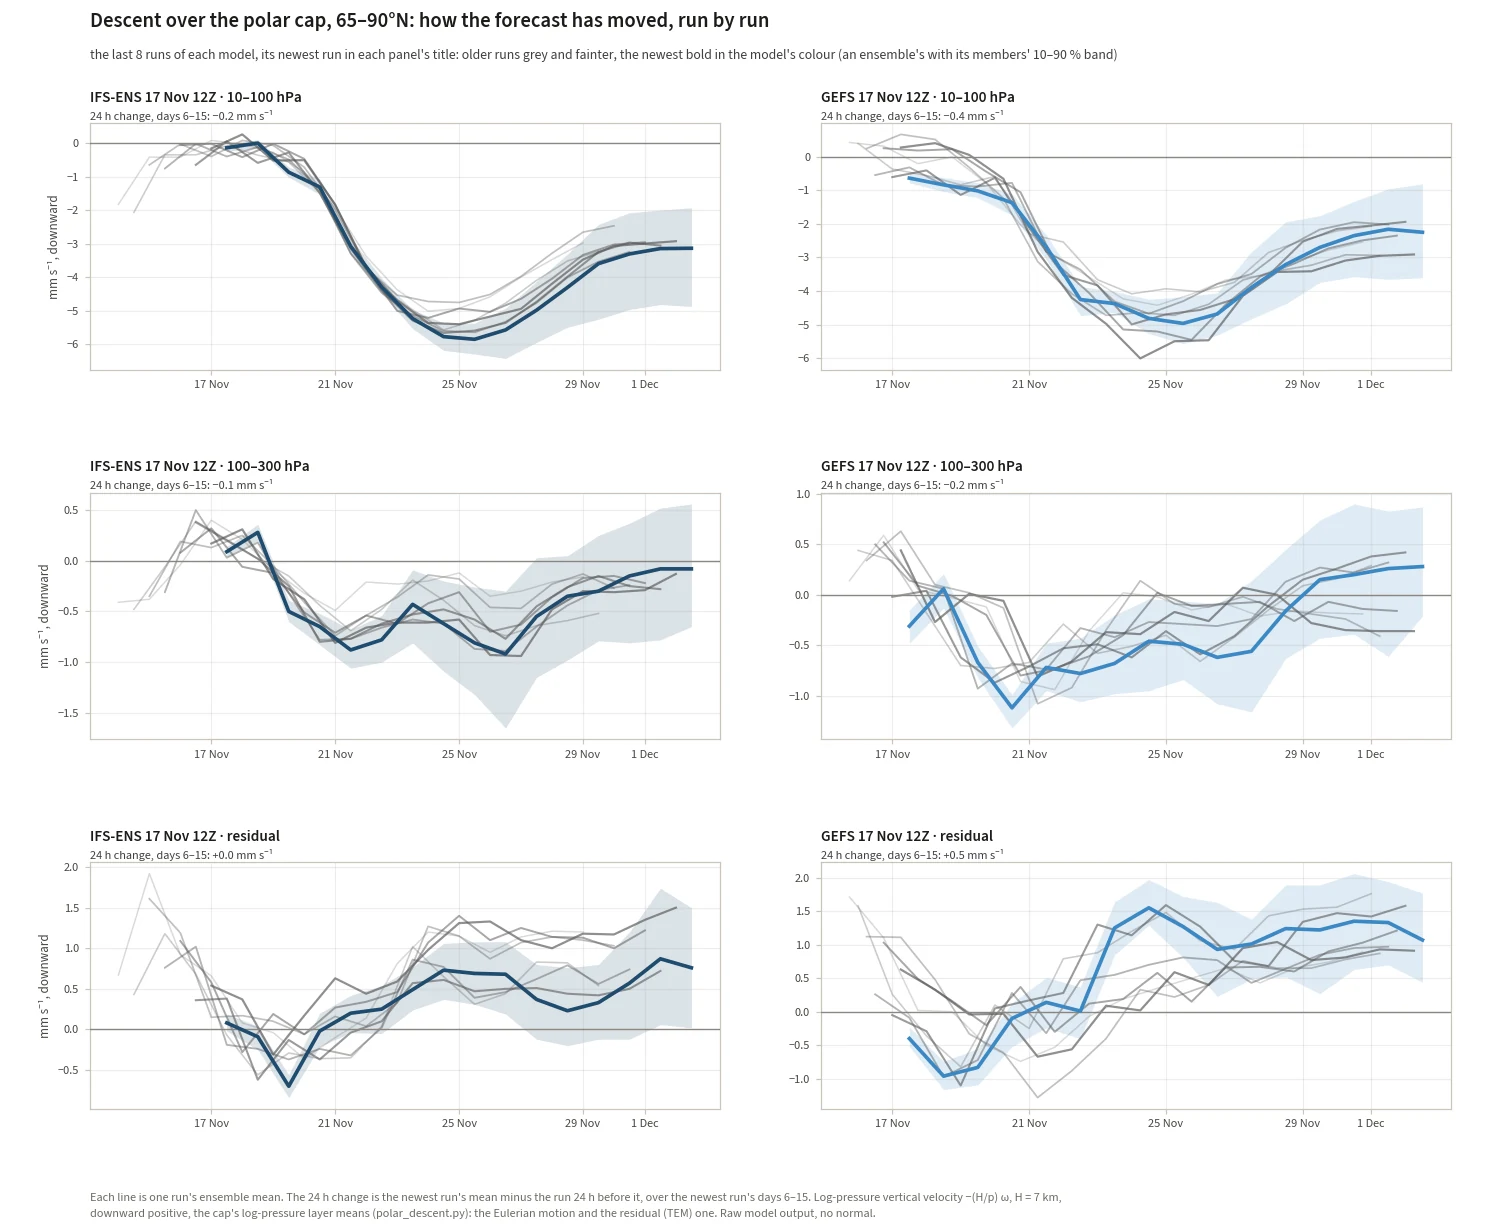 Descent over the polar cap, 65–90°N: how the forecast has moved, run by run
the last 8 runs of each model, its newest run in each panel's title: older runs grey and fainter, the newest bold in the model's colour (an ensemble's with its members' 10–90 % band)
IFS-ENS 17 Nov 12Z · 10–100 hPa
24 h change, days 6–15: −0.2 mm s⁻¹
mm s⁻¹, downward
0
−1
−2
−3
−4
−5
−6
17 Nov
21 Nov
25 Nov
29 Nov
1 Dec
GEFS 17 Nov 12Z · 10–100 hPa
24 h change, days 6–15: −0.4 mm s⁻¹
0
−1
−2
−3
−4
−5
−6
17 Nov
21 Nov
25 Nov
29 Nov
1 Dec
IFS-ENS 17 Nov 12Z · 100–300 hPa
24 h change, days 6–15: −0.1 mm s⁻¹
mm s⁻¹, downward
0.5
0.0
−0.5
−1.0
−1.5
17 Nov
21 Nov
25 Nov
29 Nov
1 Dec
GEFS 17 Nov 12Z · 100–300 hPa
24 h change, days 6–15: −0.2 mm s⁻¹
1.0
0.5
0.0
−0.5
−1.0
17 Nov
21 Nov
25 Nov
29 Nov
1 Dec
IFS-ENS 17 Nov 12Z · residual
24 h change, days 6–15: +0.0 mm s⁻¹
mm s⁻¹, downward
2.0
1.5
1.0
0.5
0.0
−0.5
17 Nov
21 Nov
25 Nov
29 Nov
1 Dec
GEFS 17 Nov 12Z · residual
24 h change, days 6–15: +0.5 mm s⁻¹
2.0
1.5
1.0
0.5
0.0
−0.5
−1.0
17 Nov
21 Nov
25 Nov
29 Nov
1 Dec
Each line is one run's ensemble mean. The 24 h change is the newest run's mean minus the run 24 h before it, over the newest run's days 6–15. Log-pressure vertical velocity −(H/p) ω, H = 7 km,
downward positive, the cap's log-pressure layer means (polar_descent.py): the Eulerian motion and the residual (TEM) one. Raw model output, no normal.